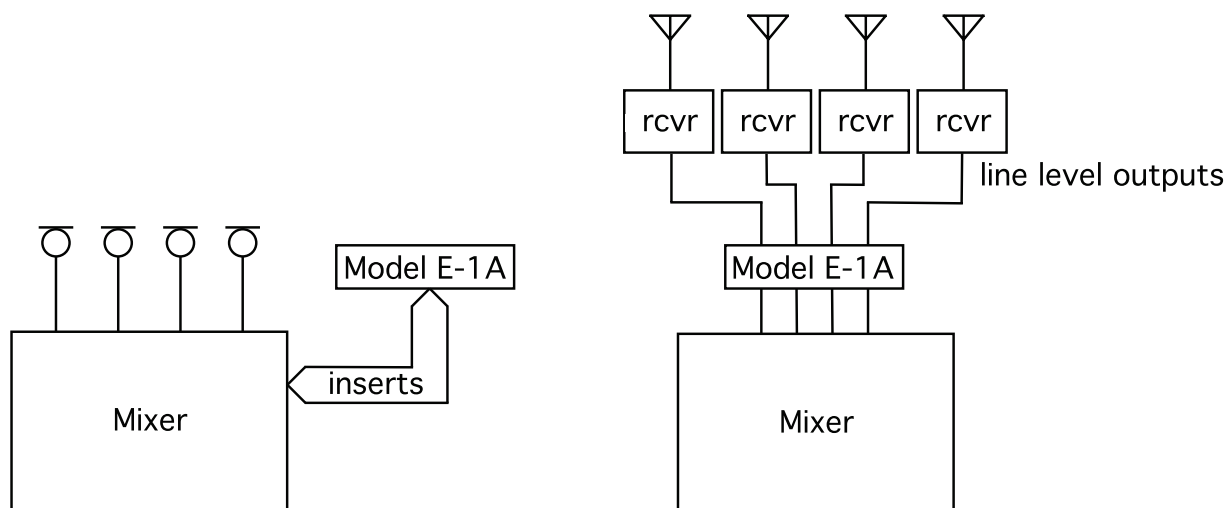 Model E-1A
inserts
Mixer
rcvr
rcvr
rcvr
rcvr
line level outputs
Model E-1A
Mixer